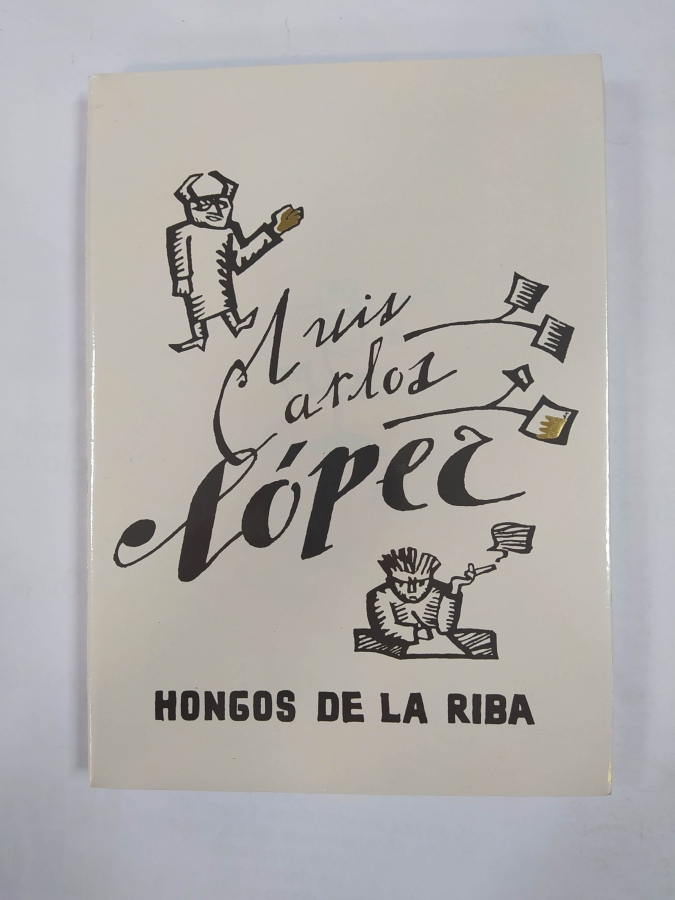 Luis
Carlos
López
HONGOS DE LA RIBA